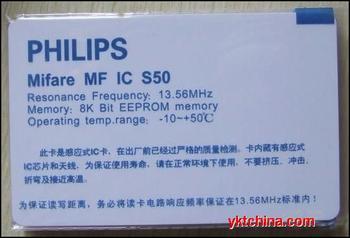 PHILIPS
Mifare MF IC S50
Resonance Frequency: 13.56MHz
Memory: 8K Bit EEPROM memory
Operating temp.range: -10~+50℃
此卡是感应式IC卡、在出厂前已经过严格的质量检测。卡内藏有感应式
IC芯片和天线、为保证使用寿命、请在正常环境下使用、不要挤压、冲击、
折弯及接近高温。
为保证读写距离、务必将读卡电路响应频率保证在13.56MHz标准内!
yktchina.com